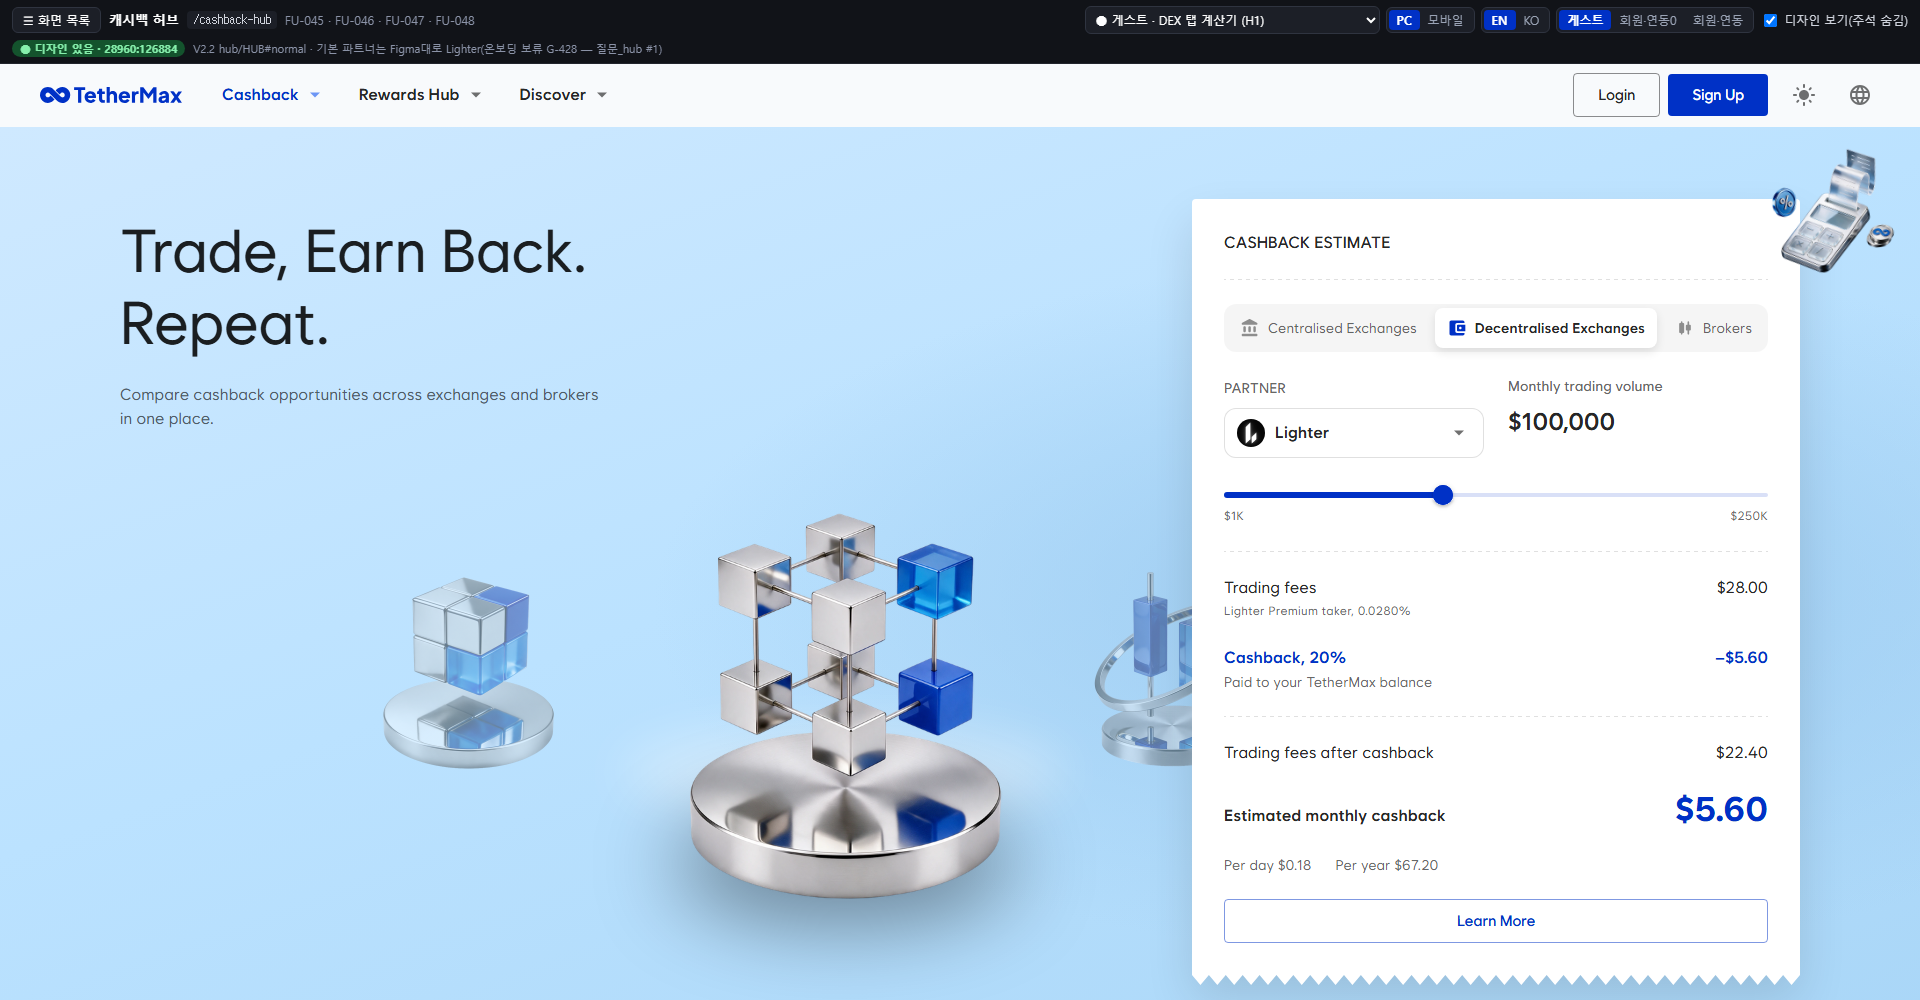 ☰ 화면 목록 캐시백 허브 /cashback-hub FU-045 · FU-046 · FU-047 · FU-048
● 게스트 · DEX 탭 계산기 (H1) PC 모바일 EN KO 게스트 회원·연동0 회원·연동 디자인 보기(주석 숨김)
● 디자인 있음 · 28960:126884 V2.2 hub/HUB#normal · 기본 파트너는 Figma대로 Lighter(온보딩 보류 G-428 — 질문_hub #1)
TetherMax Cashback Rewards Hub Discover Login Sign Up
Trade, Earn Back.
Repeat.
Compare cashback opportunities across exchanges and brokers
in one place.
CASHBACK ESTIMATE
Centralised Exchanges Decentralised Exchanges Brokers
PARTNER Monthly trading volume
Lighter $100,000
$1K $250K
Trading fees $28.00
Lighter Premium taker, 0.0280%
Cashback, 20% –$5.60
Paid to your TetherMax balance
Trading fees after cashback $22.40
Estimated monthly cashback $5.60
Per day $0.18 Per year $67.20
Learn More